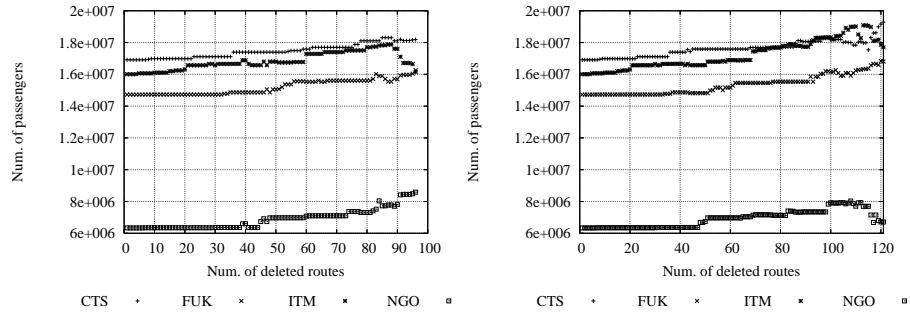 2e+007
1.8e+007
1.6e+007
1.4e+007
1.2e+007
1e+007
8e+006
6e+006
Num. of passengers
0 10 20 30 40 50 60 70 80 90 100
Num. of deleted routes
CTS FUK ITM NGO
2e+007
1.8e+007
1.6e+007
1.4e+007
1.2e+007
1e+007
8e+006
6e+006
Num. of passengers
0 20 40 60 80 100 120
Num. of deleted routes
CTS FUK ITM NGO